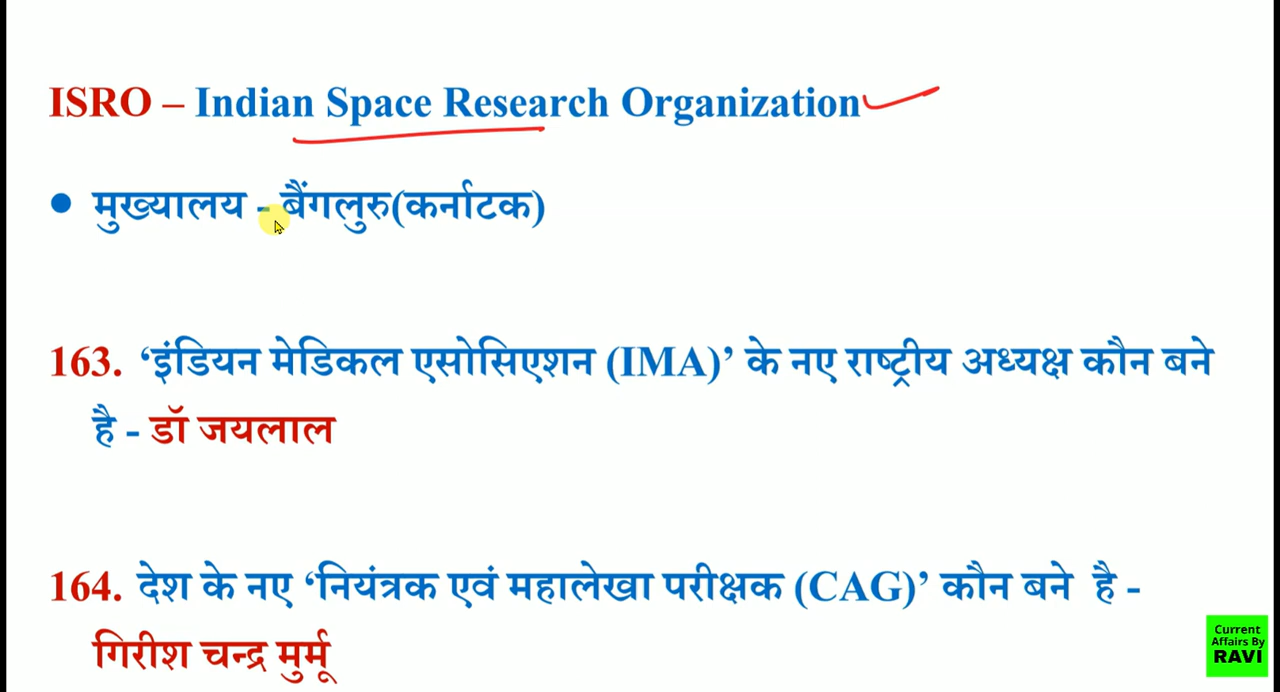 ISRO – Indian Space Research Organization
● मुख्यालय - बैंगलुरु(कर्नाटक)
163. ‘इंडियन मेडिकल एसोसिएशन (IMA)’ के नए राष्ट्रीय अध्यक्ष कौन बने
है - डॉ जयलाल
164. देश के नए ‘नियंत्रक एवं महालेखा परीक्षक (CAG)’ कौन बने है -
गिरीश चन्द्र मुर्मू
Current
Affairs By
RAVI